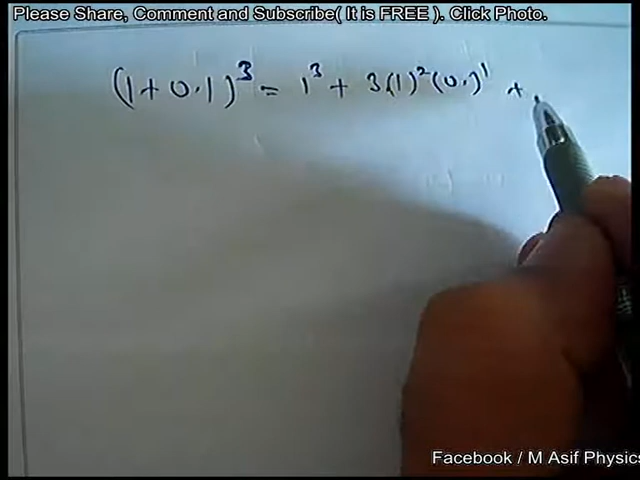 Please Share, Comment and Subscribe( It is FREE ). Click Photo.
(1+0.1)³ = 1³ + 3(1)²(0.1)¹ +
Facebook / M Asif Physics